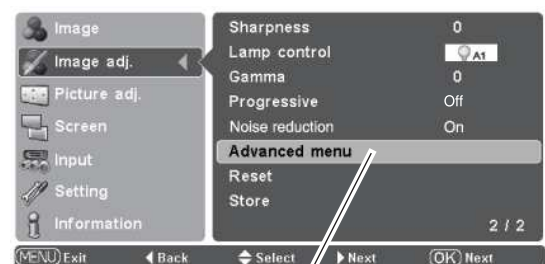 Image
Image adj.
Picture adj.
Screen
Input
Setting
Information
Sharpness 0
Lamp control A1
Gamma 0
Progressive Off
Noise reduction On
Advanced menu
Reset
Store
2 / 2
MENU Exit Back Select Next OK Next